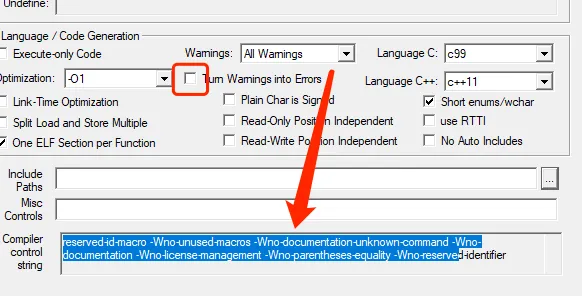 Undefine:
Language / Code Generation
Execute-only Code
Warnings: All Warnings
Language C: c99
Optimization: -O1
Turn Warnings into Errors
Language C++: c++11
Link-Time Optimization
Plain Char is Signed
Short enums/wchar
Split Load and Store Multiple
Read-Only Position Independent
use RTTI
One ELF Section per Function
Read-Write Position Independent
No Auto Includes
Include
Paths
...
Misc
Controls
Compiler
control
string
reserved-id-macro -Wno-unused-macros -Wno-documentation-unknown-command -Wno-
documentation -Wno-license-management -Wno-parentheses-equality -Wno-reserved-identifier